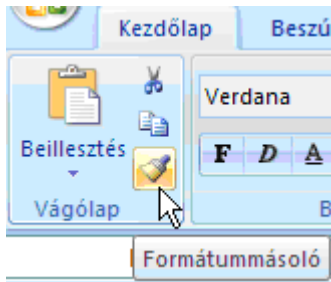 Kezdőlap Beszú
Verdana
Beillesztés
F D A
Vágólap B
Formátummásoló